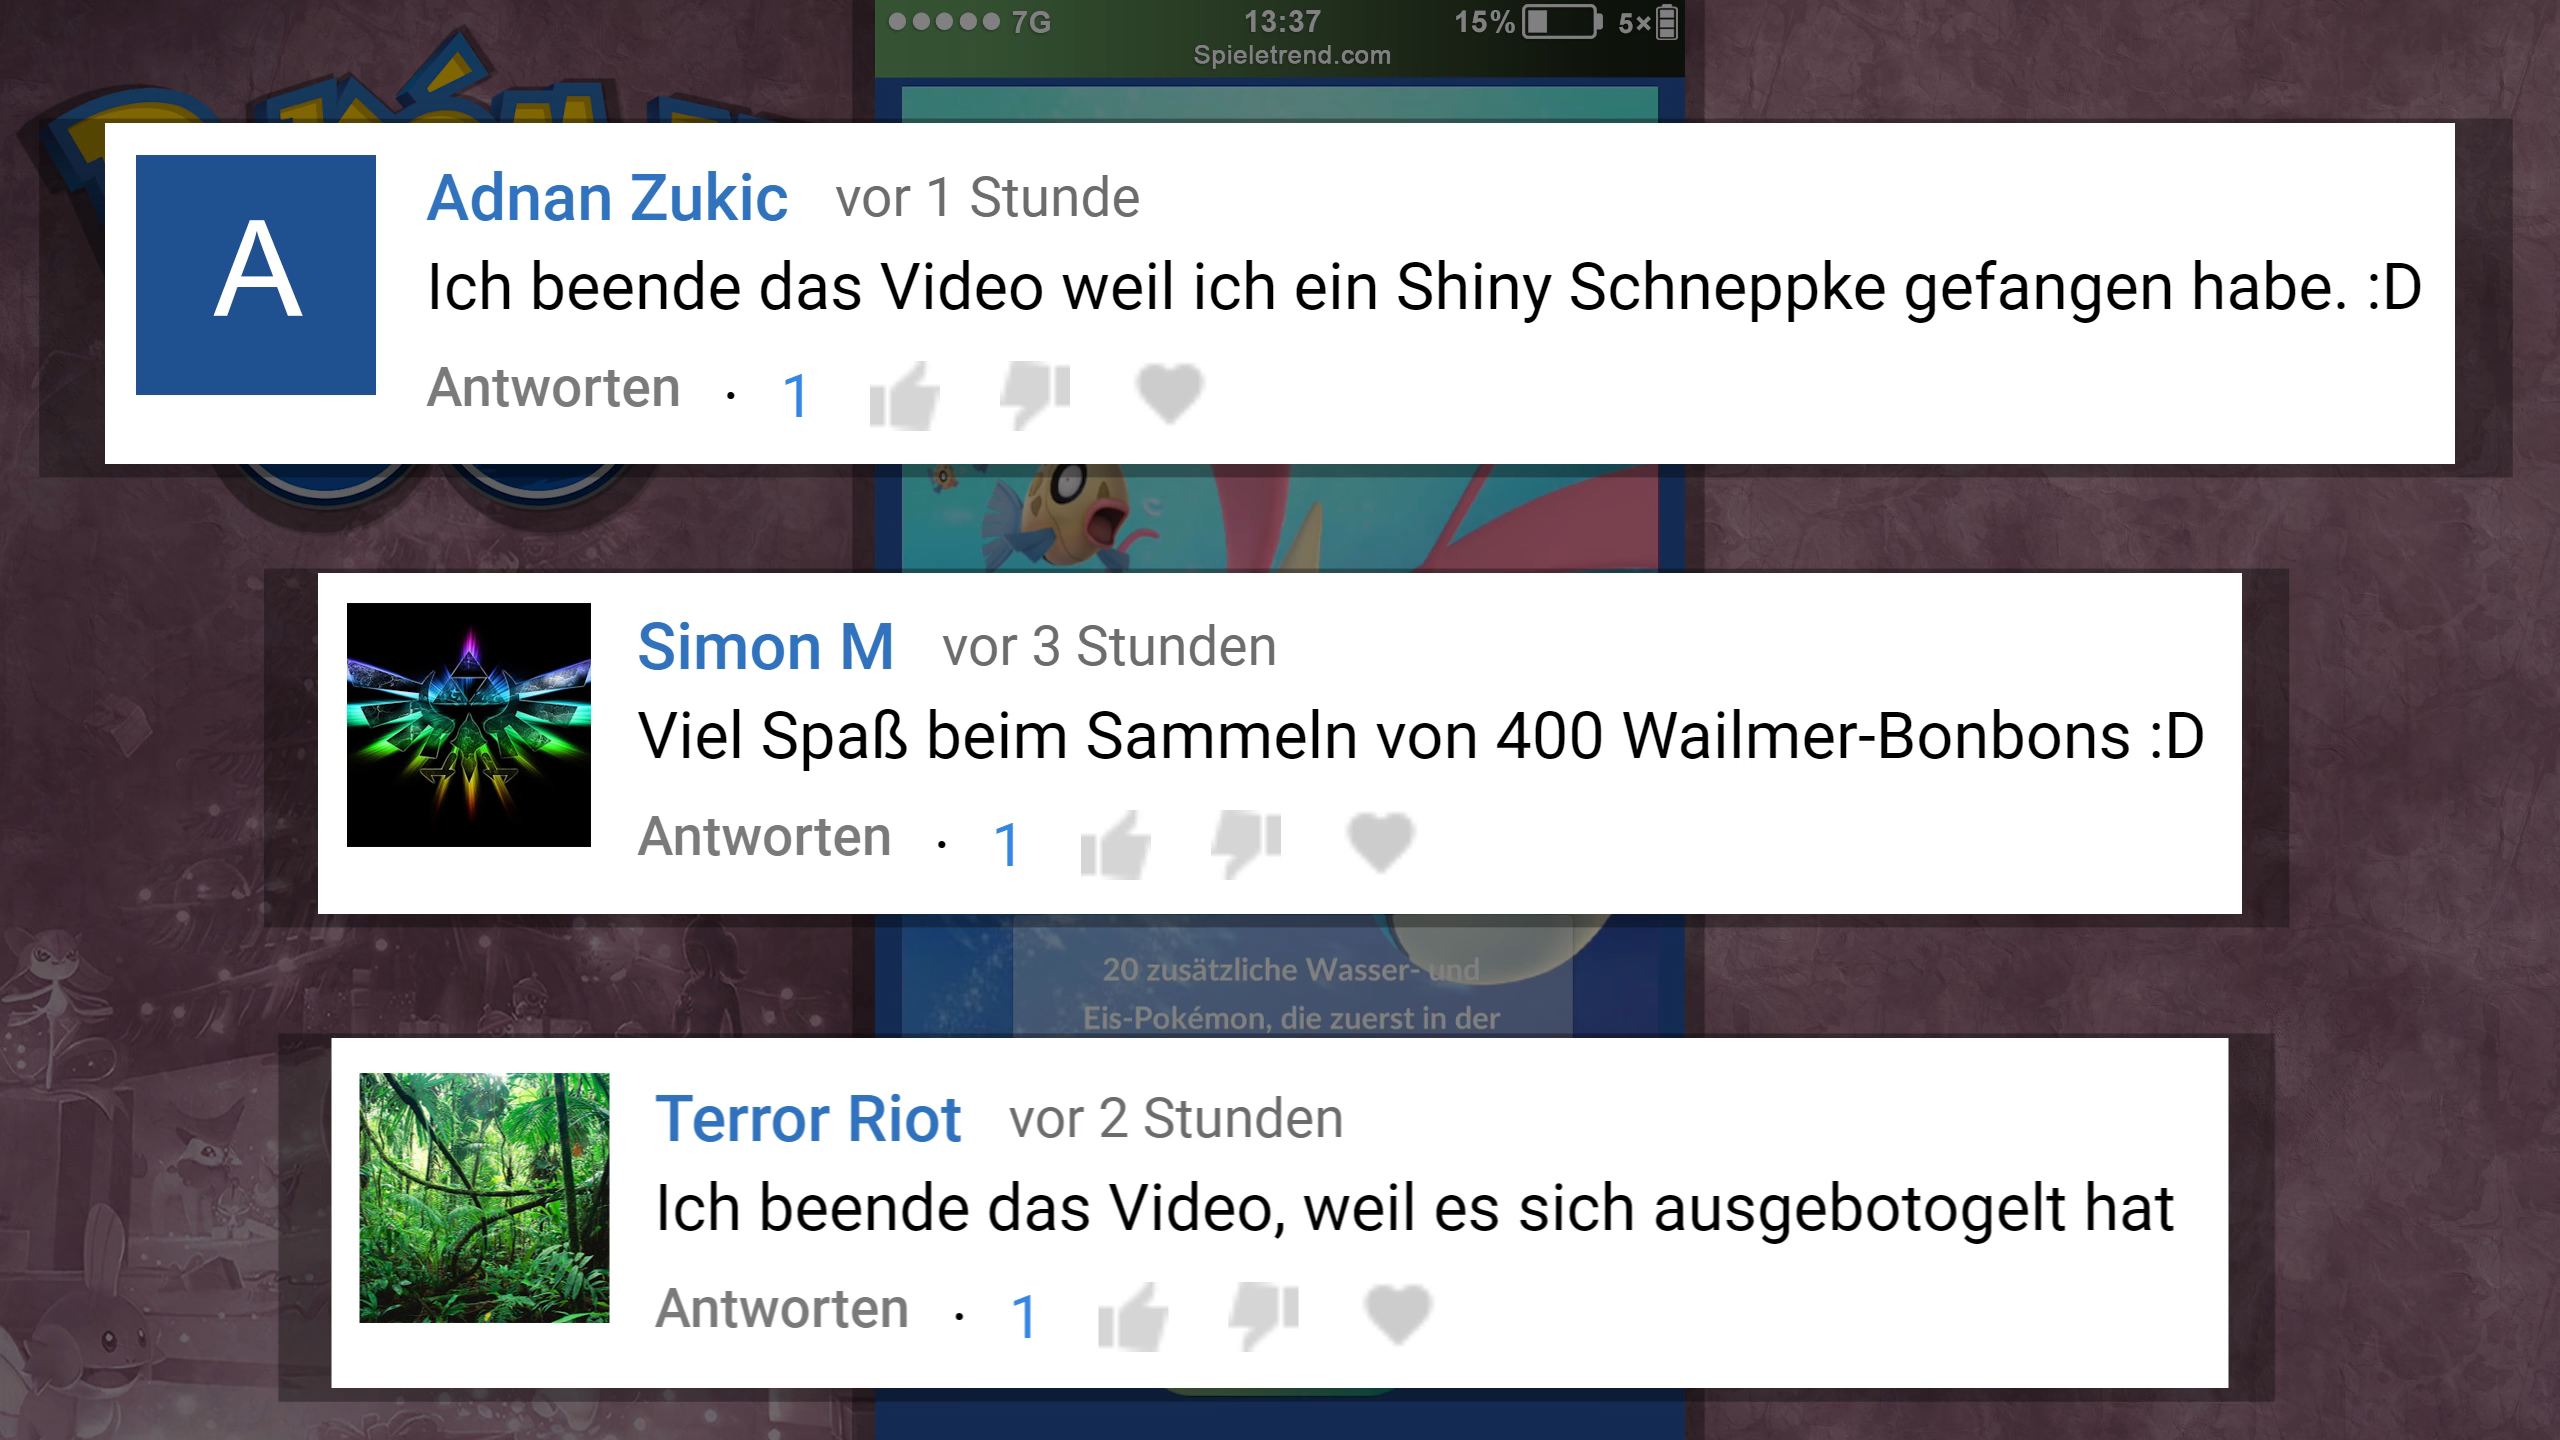 7G 13:37 15% 5×
Spieletrend.com
A
Adnan Zukic vor 1 Stunde
Ich beende das Video weil ich ein Shiny Schneppke gefangen habe. :D
Antworten · 1
Simon M vor 3 Stunden
Viel Spaß beim Sammeln von 400 Wailmer-Bonbons :D
Antworten · 1
20 zusätzliche Wasser- und
Eis-Pokémon, die zuerst in der
Terror Riot vor 2 Stunden
Ich beende das Video, weil es sich ausgebotogelt hat
Antworten · 1